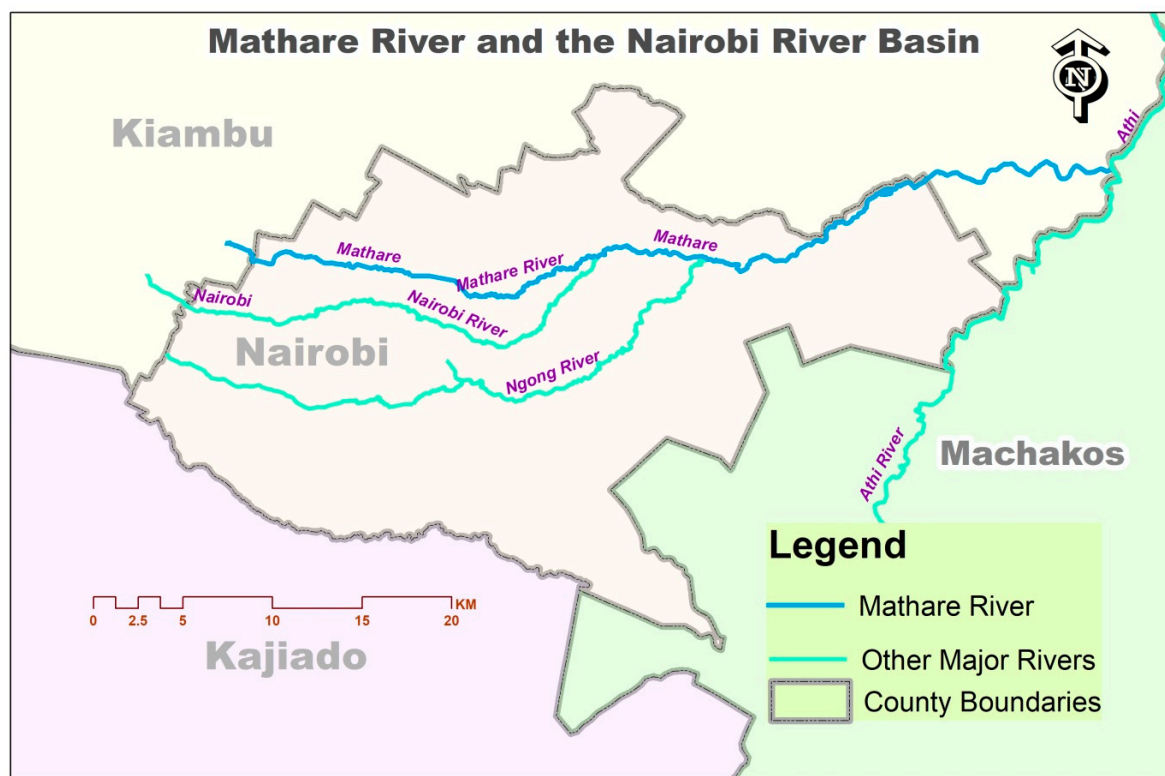 Mathare River and the Nairobi River Basin
N
Kiambu
Athi
Mathare
Mathare River
Mathare
Nairobi
Nairobi River
Nairobi
Ngong River
Athi River
Machakos
Legend
Mathare River
Other Major Rivers
County Boundaries
KM
0 2.5 5 10 15 20
Kajiado